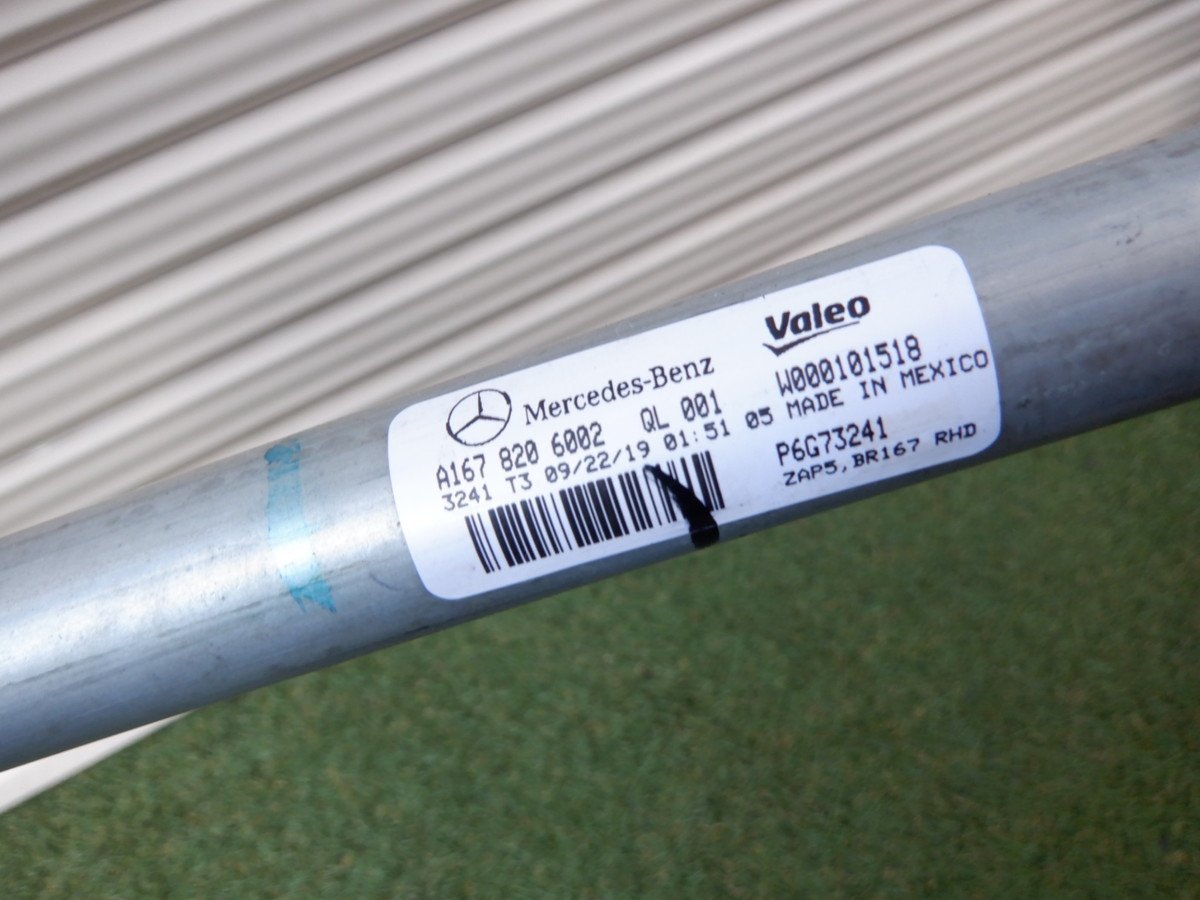 Mercedes-Benz
A167 820 6002 QL 001
3241 T3 09/22/19 01:51 05
Valeo
W000101518
MADE IN MEXICO
P6G73241
ZAP5,BR167 RHD